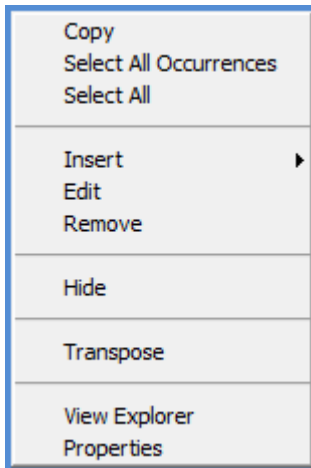 Copy
Select All Occurrences
Select All
Insert
Edit
Remove
Hide
Transpose
View Explorer
Properties